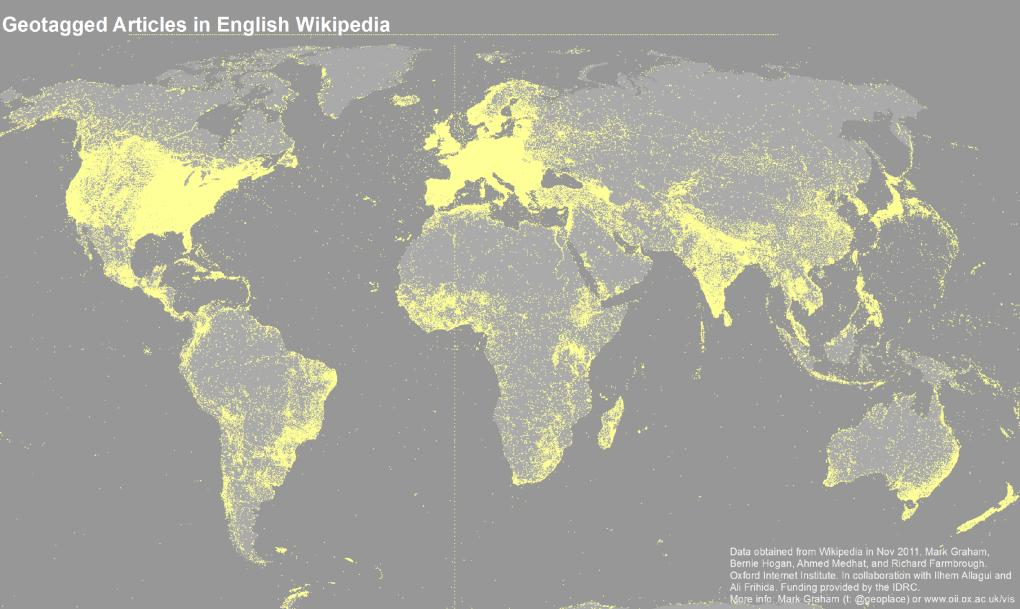 Geotagged Articles in English Wikipedia
Data obtained from Wikipedia in Nov 2011. Mark Graham,
Bernie Hogan, Ahmed Medhat, and Richard Farmbrough.
Oxford Internet Institute. In collaboration with Ilhem Allagui and
Ali Frihida. Funding provided by the IDRC.
More info: Mark Graham (t: @geoplace) or www.oii.ox.ac.uk/vis